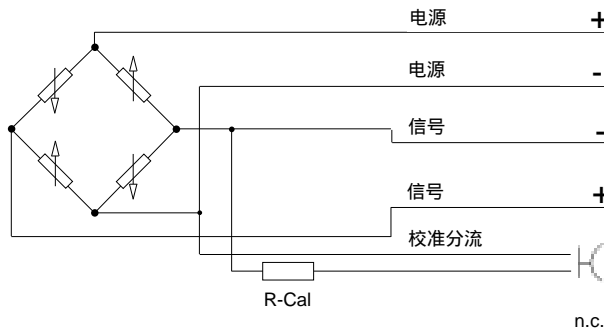 电源 +
电源 -
信号 -
信号 +
校准分流
R-Cal
n.c.